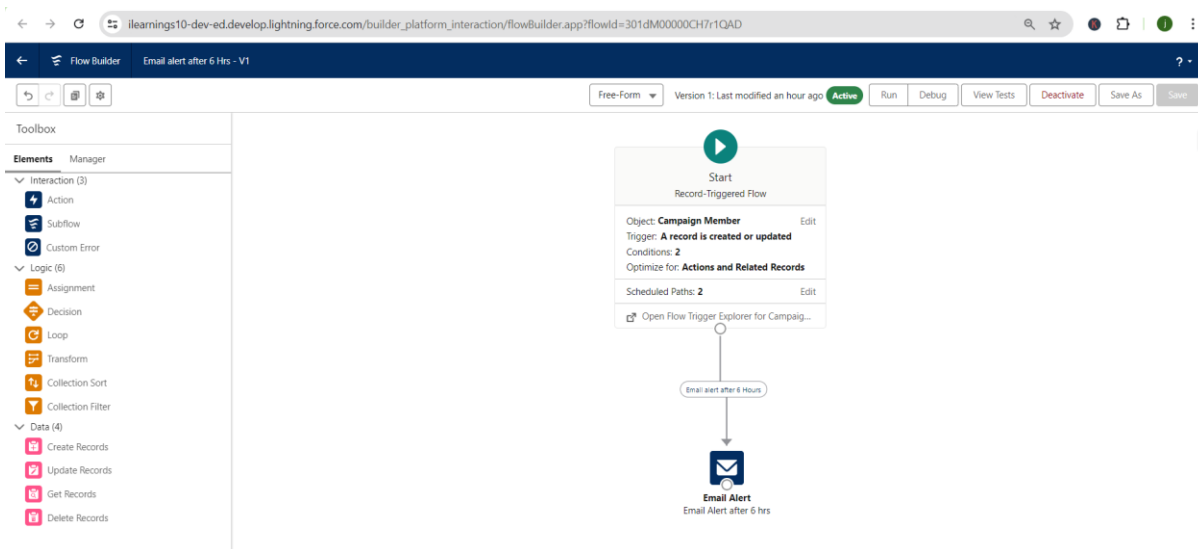 ilearnings10-dev-ed.develop.lightning.force.com/builder_platform_interaction/flowBuilder.app?flowId=301dM00000CH7r1QAD
j
Flow Builder Email alert after 6 Hrs - V1 ?
Free-Form Version 1: Last modified an hour ago Active Run Debug View Tests Deactivate Save As Save
Toolbox
Elements Manager
Interaction (3)
Action
Subflow
Custom Error
Logic (6)
Assignment
Decision
Loop
Transform
Collection Sort
Collection Filter
Data (4)
Create Records
Update Records
Get Records
Delete Records
Start
Record-Triggered Flow
Object: Campaign Member Edit
Trigger: A record is created or updated
Conditions: 2
Optimize for: Actions and Related Records
Scheduled Paths: 2 Edit
Open Flow Trigger Explorer for Campaig...
Email alert after 6 Hours
Email Alert
Email Alert after 6 hrs